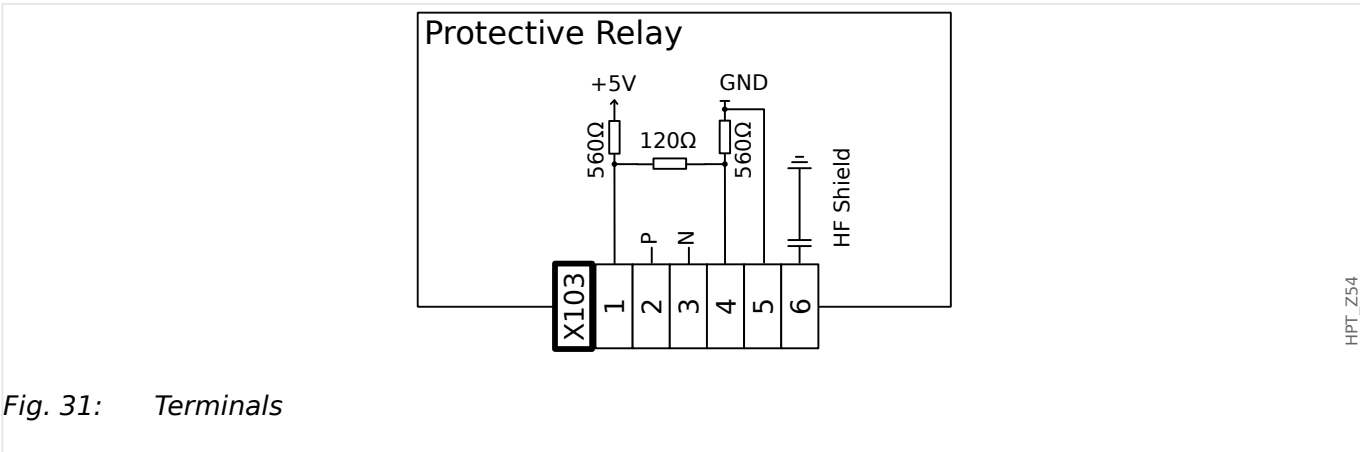 Protective Relay
+5V
GND
560Ω
120Ω
560Ω
HF Shield
P
N
X103
1
2
3
4
5
6
HPT_Z54
Fig. 31: Terminals